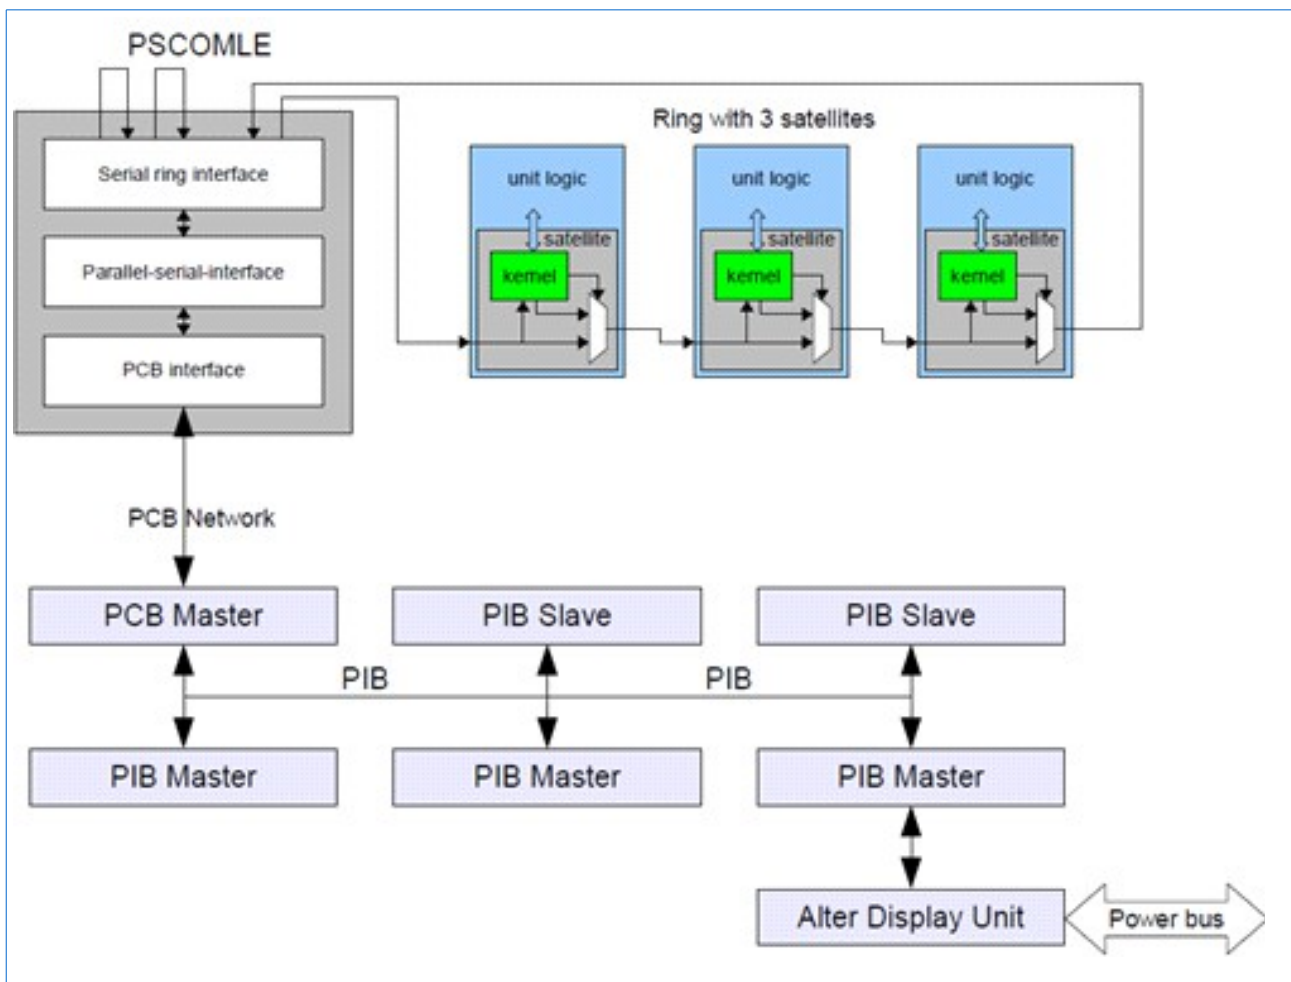 PSCOMLE
Ring with 3 satellites
Serial ring interface
Parallel-serial-interface
PCB interface
unit logic
satellite
kernel
unit logic
satellite
kernel
unit logic
satellite
kernel
PCB Network
PCB Master
PIB Slave
PIB Slave
PIB
PIB
PIB Master
PIB Master
PIB Master
Alter Display Unit
Power bus